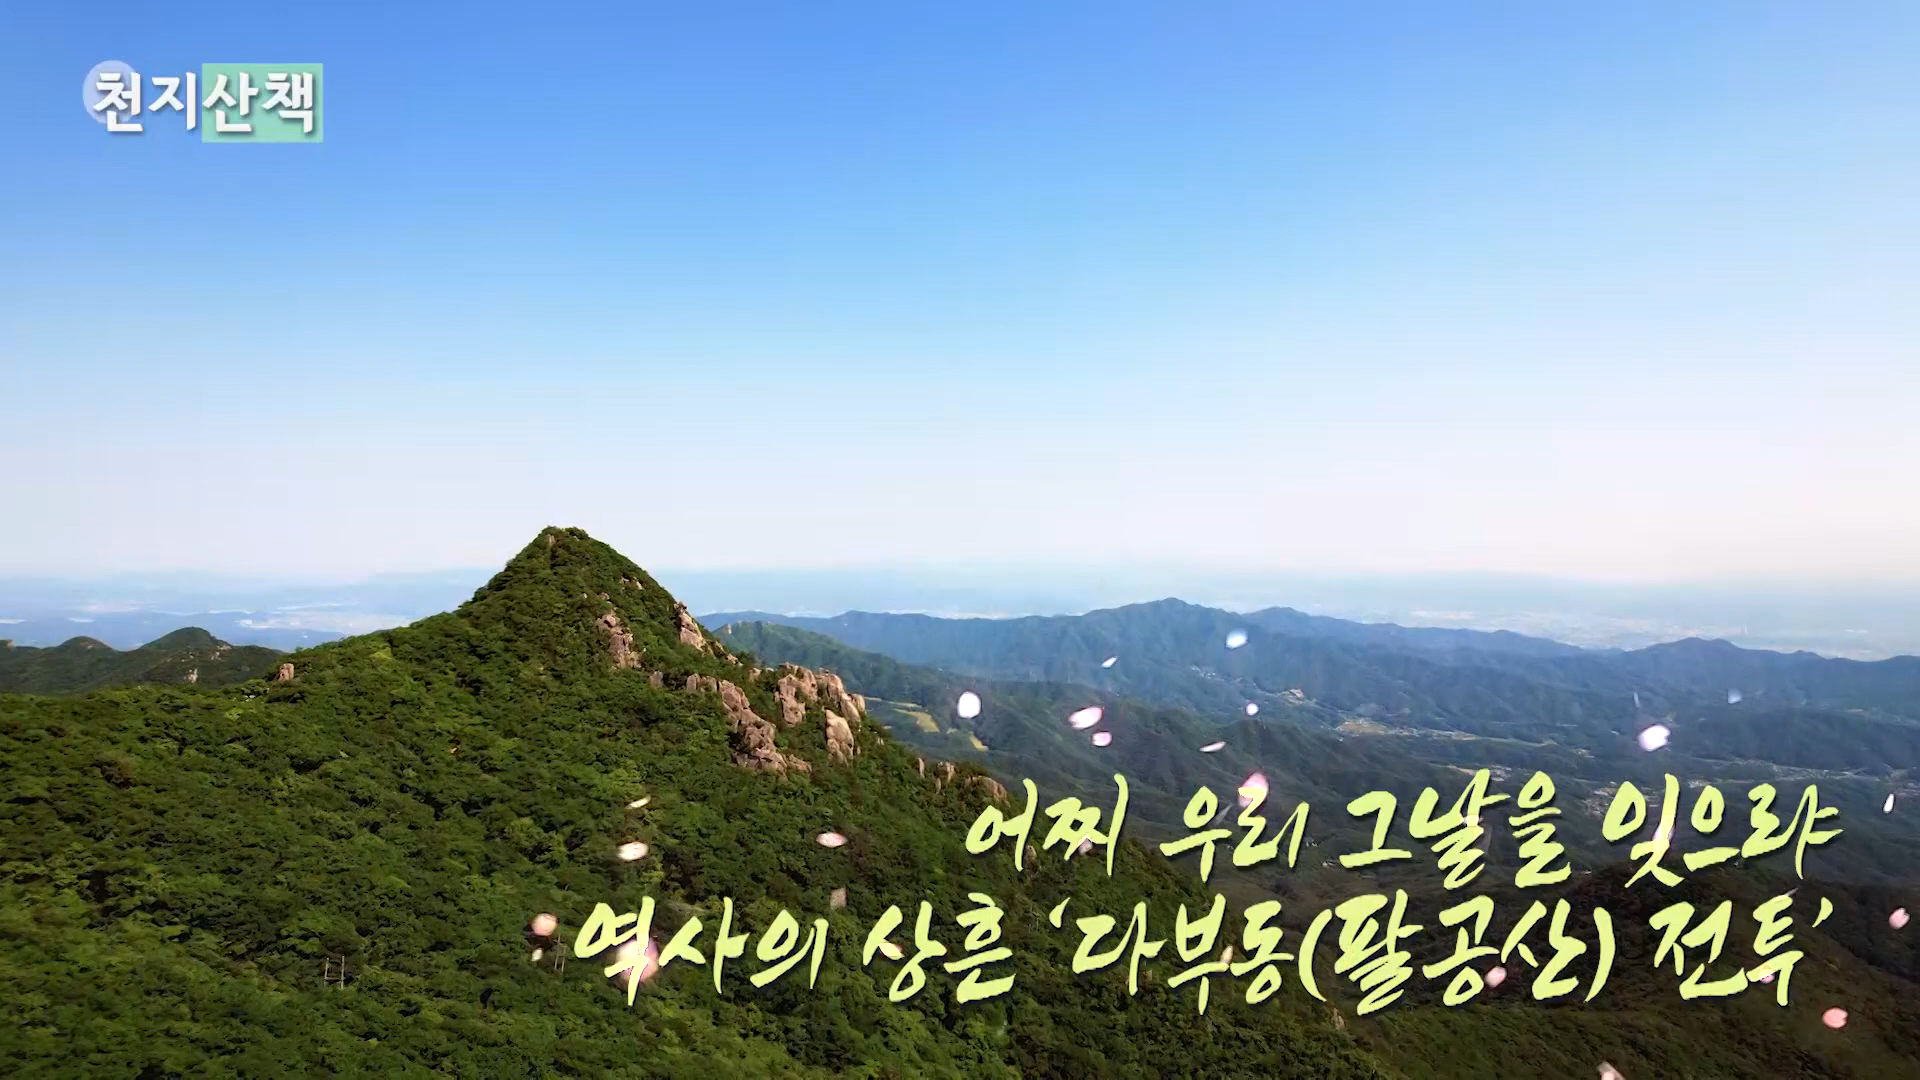 천지산책
어찌 우리 그날을 잊으랴
역사의 상흔 ‘다부동(팔공산) 전투’